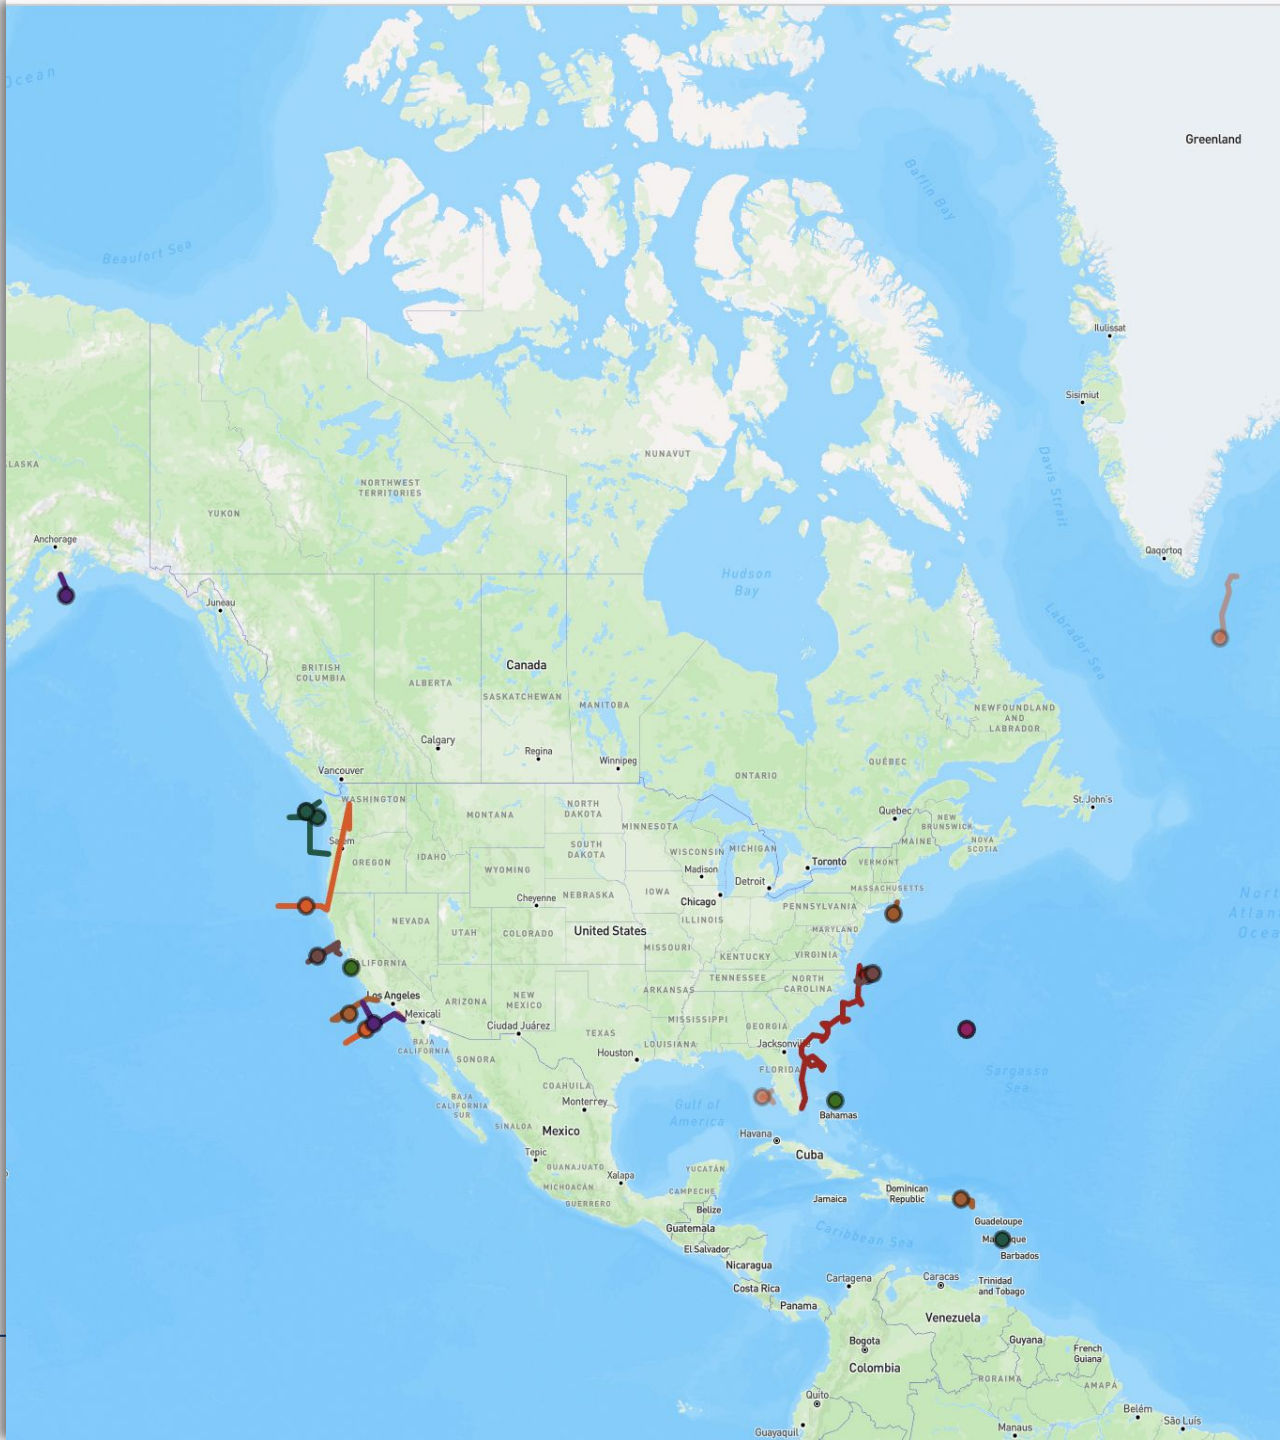 Ocean
Greenland
Baffin Bay
Beaufort Sea
Ilulissat
Sisimiut
NUNAVUT
ALASKA
NORTHWEST
TERRITORIES
YUKON
Davis Strait
Anchorage
Qaqortoq
Hudson
Bay
Juneau
Labrador Sea
Canada
BRITISH
COLUMBIA
ALBERTA
SASKATCHEWAN
MANITOBA
NEWFOUNDLAND
AND
LABRADOR
Calgary
Regina
Winnipeg
QUÉBEC
Vancouver
ONTARIO
WASHINGTON
NORTH
DAKOTA
St. John's
MONTANA
Quebec
NEW
BRUNSWICK
MINNESOTA
Salem
MAINE
NOVA
SCOTIA
SOUTH
DAKOTA
WISCONSIN
MICHIGAN
OREGON
IDAHO
Toronto
VERMONT
WYOMING
Madison
Detroit
MASSACHUSETTS
Cheyenne
NEBRASKA
IOWA
Chicago
PENNSYLVANIA
North
Atlantic
Ocean
NEVADA
ILLINOIS
UTAH
COLORADO
United States
MARYLAND
MISSOURI
KENTUCKY
VIRGINIA
CALIFORNIA
TENNESSEE
NORTH
CAROLINA
ARKANSAS
Los Angeles
ARIZONA
NEW
MEXICO
Mexicali
MISSISSIPPI
GEORGIA
Ciudad Juárez
TEXAS
BAJA
CALIFORNIA
LOUISIANA
Jacksonville
Houston
SONORA
FLORIDA
Sargasso
Sea
COAHUILA
BAJA
CALIFORNIA
SUR
Monterrey
Gulf of
America
Bahamas
SINALOA
Mexico
Havana
Tepic
Cuba
GUANAJUATO
YUCATÁN
Xalapa
MICHOACÁN
CAMPECHE
Dominican
Republic
Jamaica
GUERRERO
Belize
Guadeloupe
Guatemala
Caribbean Sea
El Salvador
Barbados
Nicaragua
Cartagena
Caracas
Trinidad
and Tobago
Costa Rica
Panama
Venezuela
Bogota
Guyana
French
Guiana
Colombia
RORAIMA
AMAPÁ
Quito
Belém
São Luís
Guayaquil
Manaus